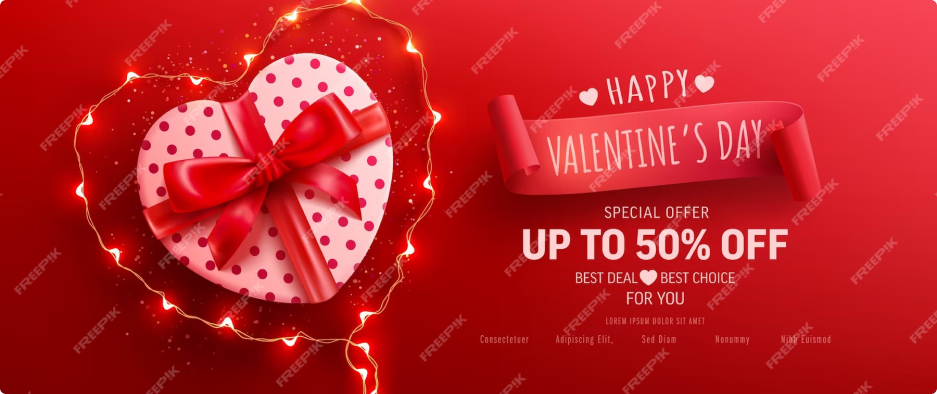 HAPPY
VALENTINE'S DAY
SPECIAL OFFER
UP TO 50% OFF
BEST DEAL BEST CHOICE
FOR YOU
LOREM IPSUM DOLOR SIT AMET
Consectetuer Adipiscing Elit, Sed Diam Nonummy Nibh Euismod
FREEPIK